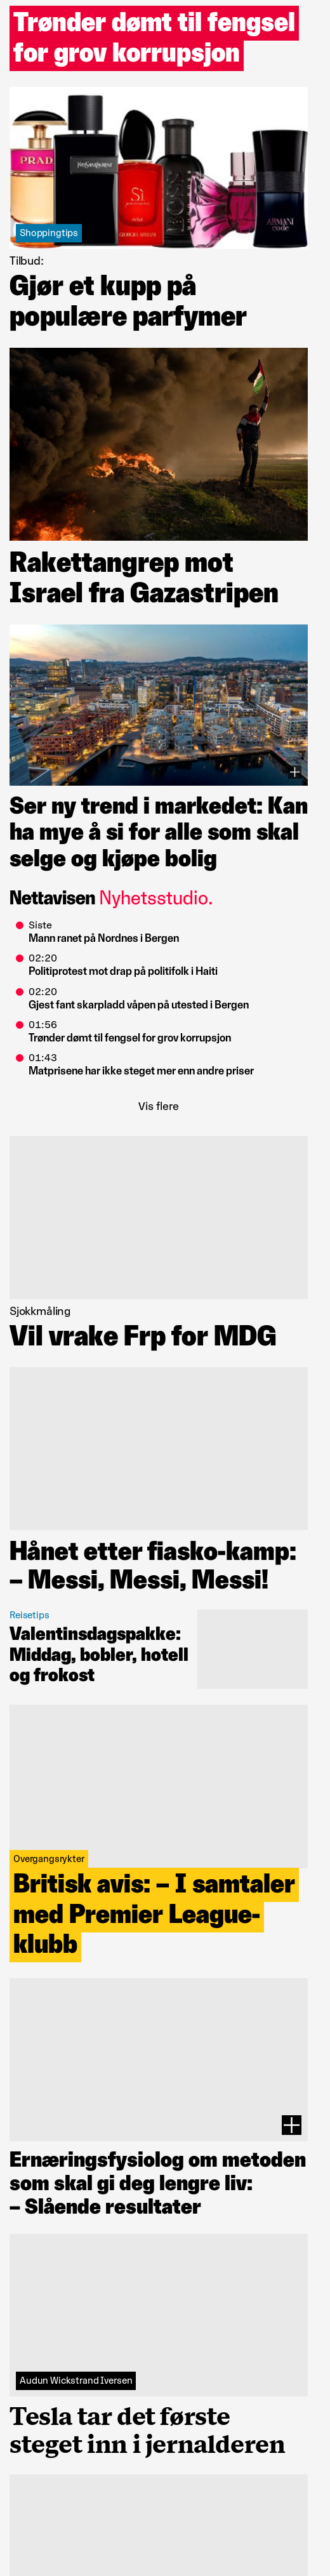 Trønder dømt til fengsel
for grov korrupsjon
PRADA
YVESSAINTLAURENT
Sì
BOSS
ARMANI
code
Shoppingtips
Tilbud:
Gjør et kupp på
populære parfymer
Rakettangrep mot
Israel fra Gazastripen
Ser ny trend i markedet: Kan
ha mye å si for alle som skal
selge og kjøpe bolig
Nettavisen Nyhetsstudio.
Siste
Mann ranet på Nordnes i Bergen
02:20
Politiprotest mot drap på politifolk i Haiti
02:20
Gjest fant skarpladd våpen på utested i Bergen
01:56
Trønder dømt til fengsel for grov korrupsjon
01:43
Matprisene har ikke steget mer enn andre priser
Vis flere
Sjokkmåling
Vil vrake Frp for MDG
Hånet etter fiasko-kamp:
– Messi, Messi, Messi!
Reisetips
Valentinsdagspakke:
Middag, bobler, hotell
og frokost
Overgangsrykter
Britisk avis: – I samtaler
med Premier League-
klubb
Ernæringsfysiolog om metoden
som skal gi deg lengre liv:
– Slående resultater
Audun Wickstrand Iversen
Tesla tar det første
steget inn i jernalderen